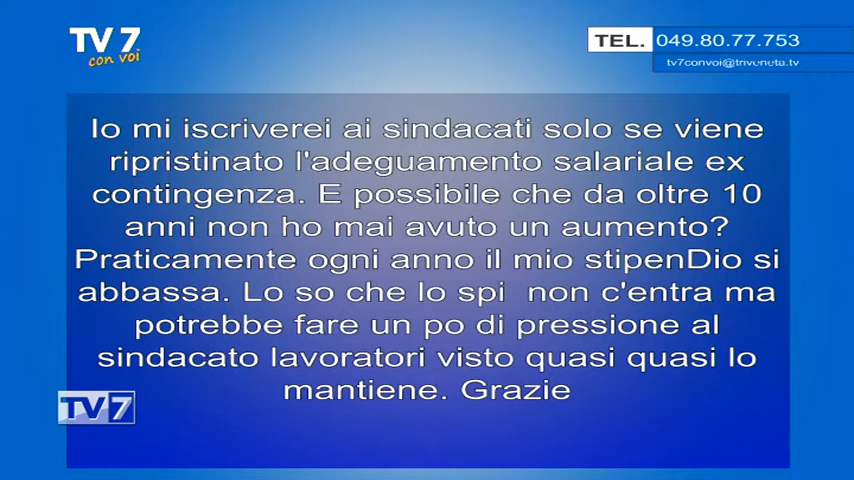 TV7
con voi
TEL. 049.80.77.753
tv7convoi@triveneta.tv
Io mi iscriverei ai sindacati solo se viene
ripristinato l'adeguamento salariale ex
contingenza. E possibile che da oltre 10
anni non ho mai avuto un aumento?
Praticamente ogni anno il mio stipenDio si
abbassa. Lo so che lo spi  non c'entra ma
potrebbe fare un po di pressione al
sindacato lavoratori visto quasi quasi lo
mantiene. Grazie
TV7